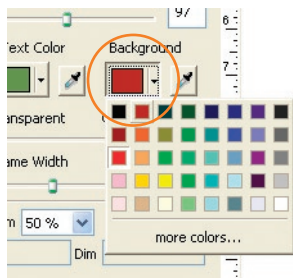 97
6
Text Color Background
7
ansparent
ame Width
m 50 %
more colors...
Dim